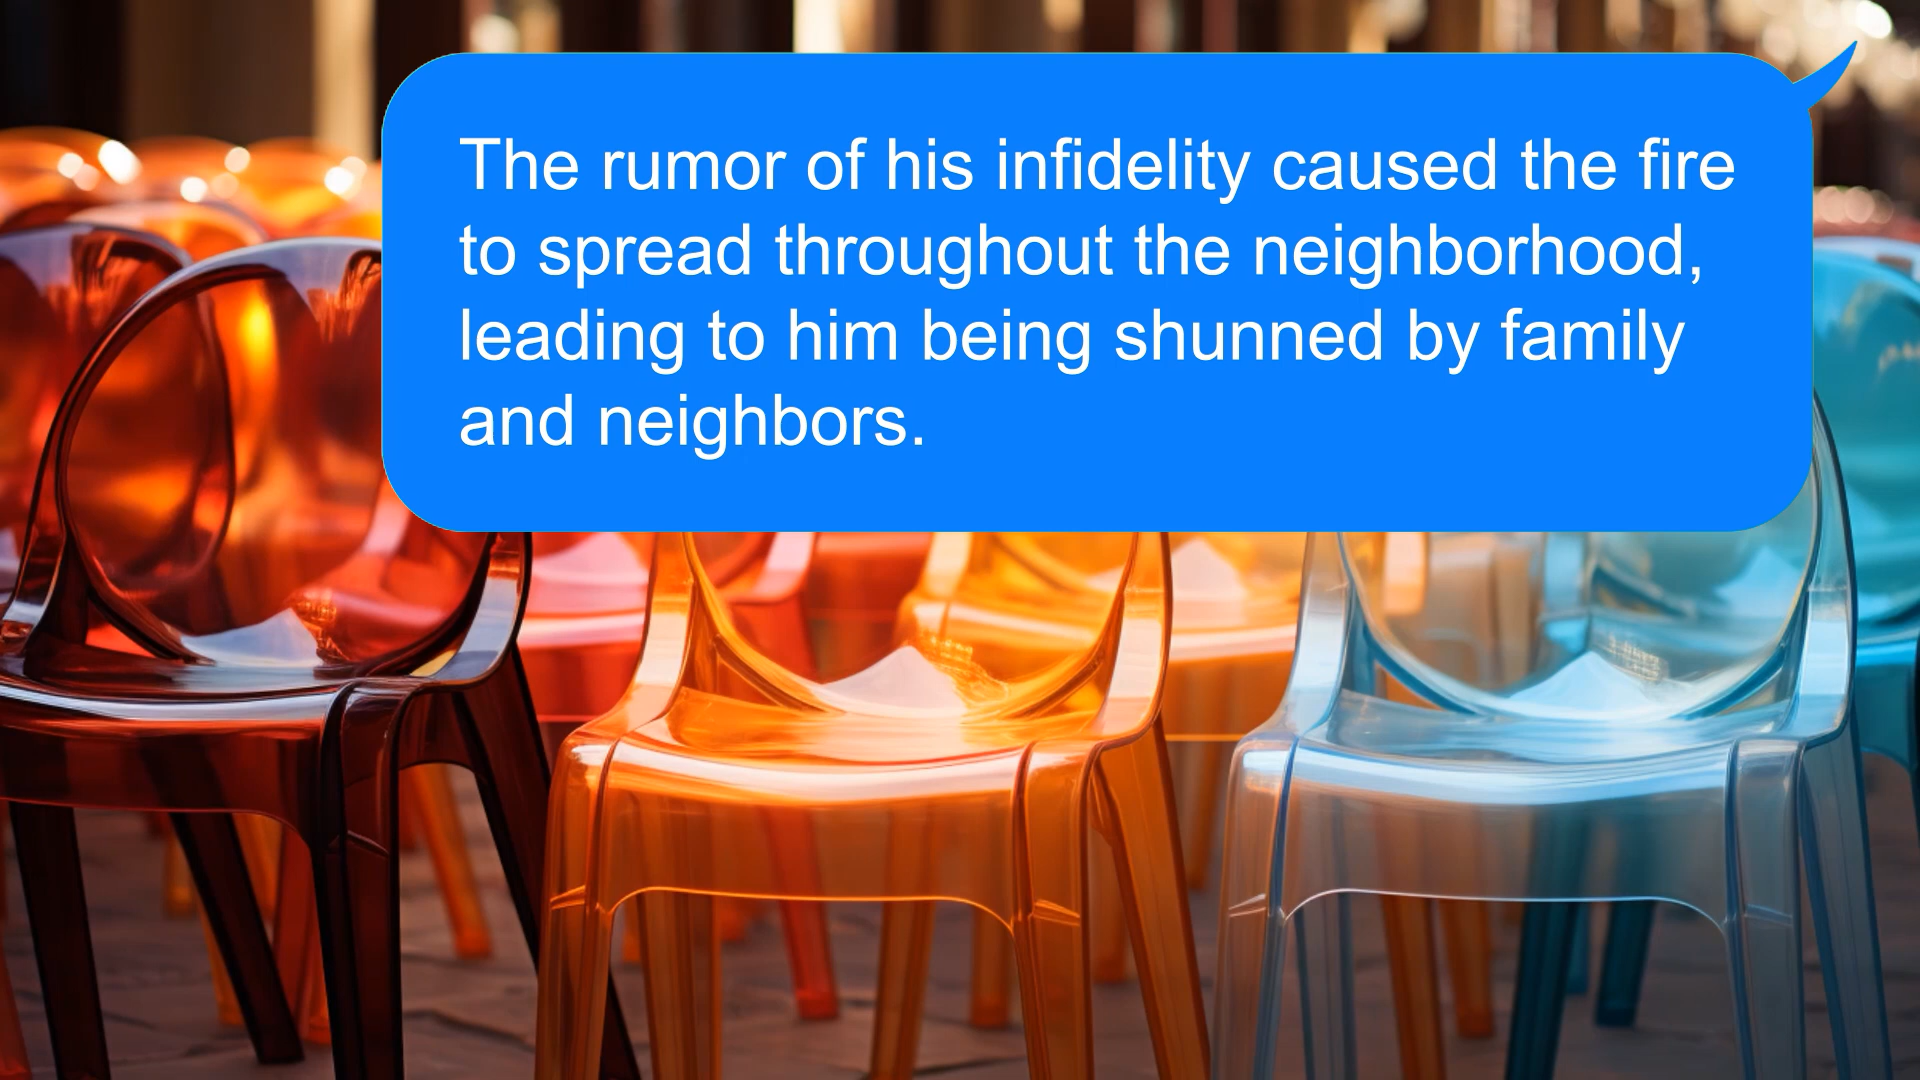 The rumor of his infidelity caused the fire
to spread throughout the neighborhood,
leading to him being shunned by family
and neighbors.